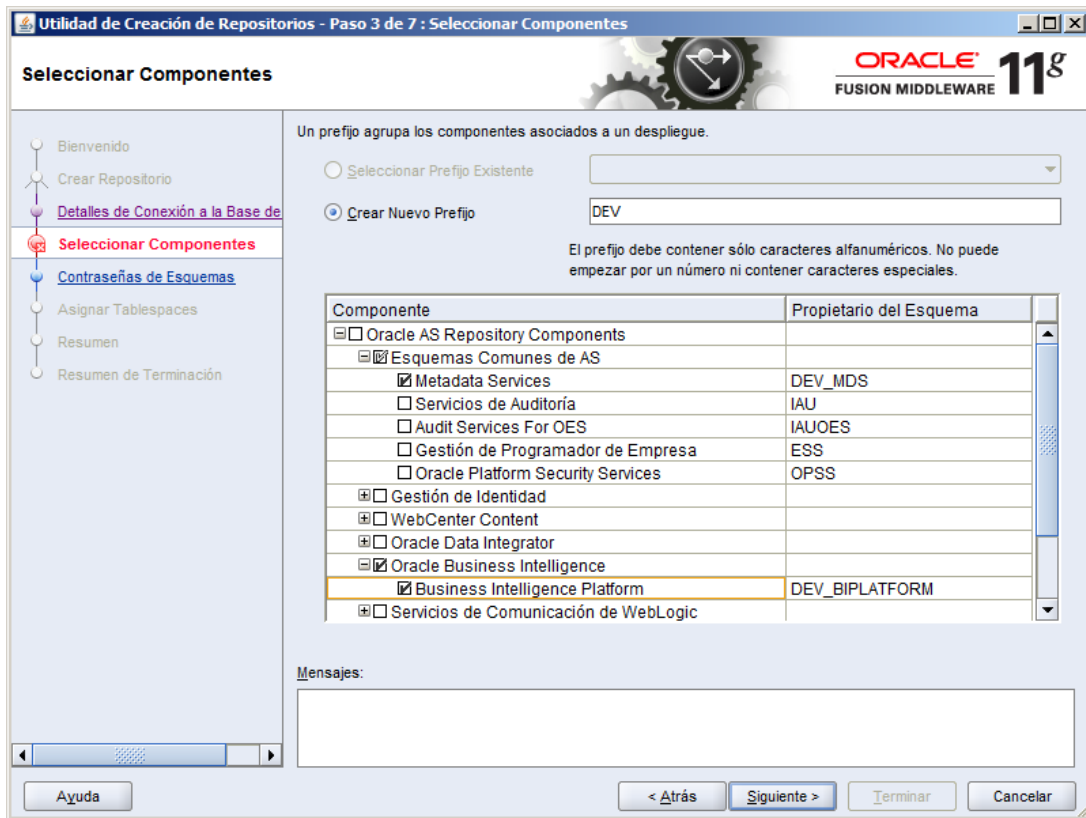 Utilidad de Creación de Repositorios - Paso 3 de 7 : Seleccionar Componentes
Seleccionar Componentes
ORACLE
FUSION MIDDLEWARE
11g
Bienvenido
Crear Repositorio
Detalles de Conexión a la Base de
Seleccionar Componentes
Contraseñas de Esquemas
Asignar Tablespaces
Resumen
Resumen de Terminación
Un prefijo agrupa los componentes asociados a un despliegue.
Seleccionar Prefijo Existente
Crear Nuevo Prefijo DEV
El prefijo debe contener sólo caracteres alfanuméricos. No puede
empezar por un número ni contener caracteres especiales.
Componente Propietario del Esquema
Oracle AS Repository Components
Esquemas Comunes de AS
Metadata Services DEV_MDS
Servicios de Auditoría IAU
Audit Services For OES IAUOES
Gestión de Programador de Empresa ESS
Oracle Platform Security Services OPSS
Gestión de Identidad
WebCenter Content
Oracle Data Integrator
Oracle Business Intelligence
Business Intelligence Platform DEV_BIPLATFORM
Servicios de Comunicación de WebLogic
Mensajes:
Ayuda < Atrás Siguiente > Terminar Cancelar